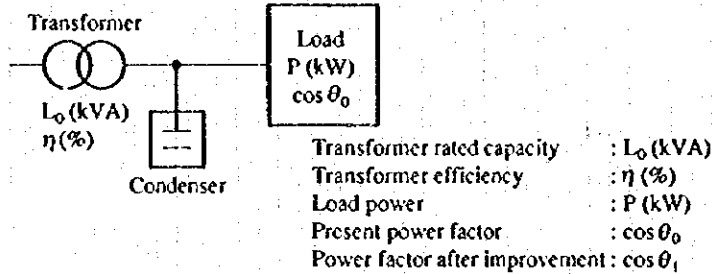 Transformer
L₀ (kVA)
η (%)
Condenser
Load
P (kW)
cos θ₀
Transformer rated capacity : L₀ (kVA)
Transformer efficiency : η (%)
Load power : P (kW)
Present power factor : cos θ₀
Power factor after improvement : cos θ₁